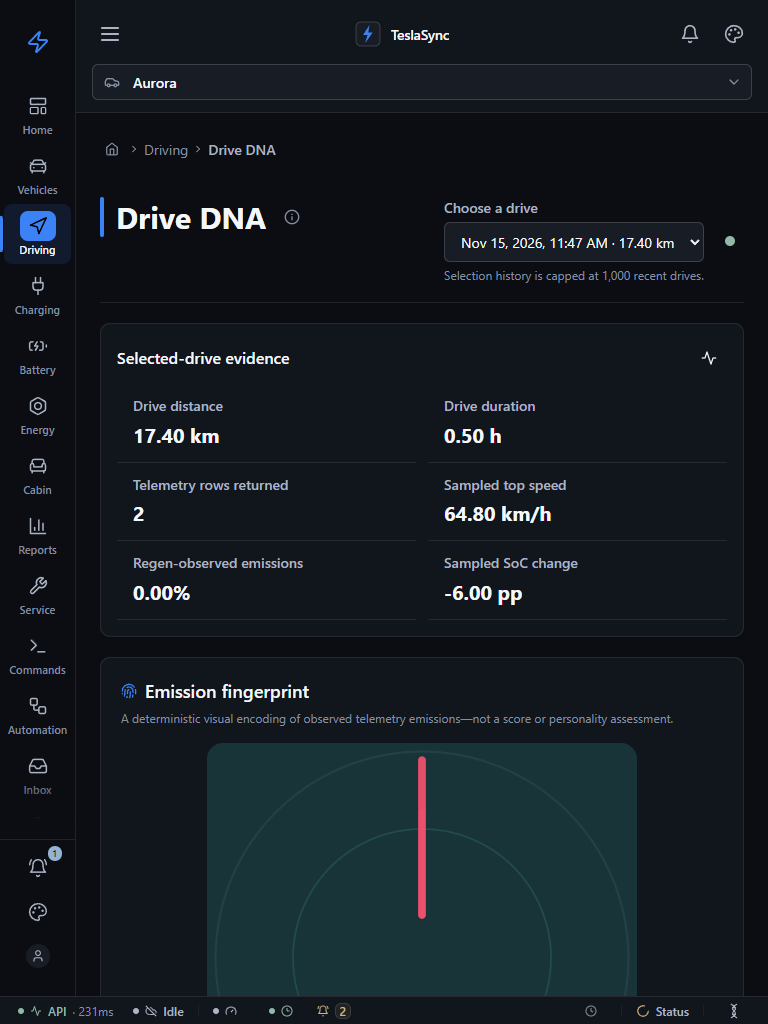 TeslaSync
Aurora
Home
Vehicles
Driving
Charging
Battery
Energy
Cabin
Reports
Service
Commands
Automation
Inbox
1
Driving
Drive DNA
Drive DNA
Choose a drive
Nov 15, 2026, 11:47 AM · 17.40 km
Selection history is capped at 1,000 recent drives.
Selected-drive evidence
Drive distance
17.40 km
Drive duration
0.50 h
Telemetry rows returned
2
Sampled top speed
64.80 km/h
Regen-observed emissions
0.00%
Sampled SoC change
-6.00 pp
Emission fingerprint
A deterministic visual encoding of observed telemetry emissions—not a score or personality assessment.
API · 231ms
Idle
2
Status